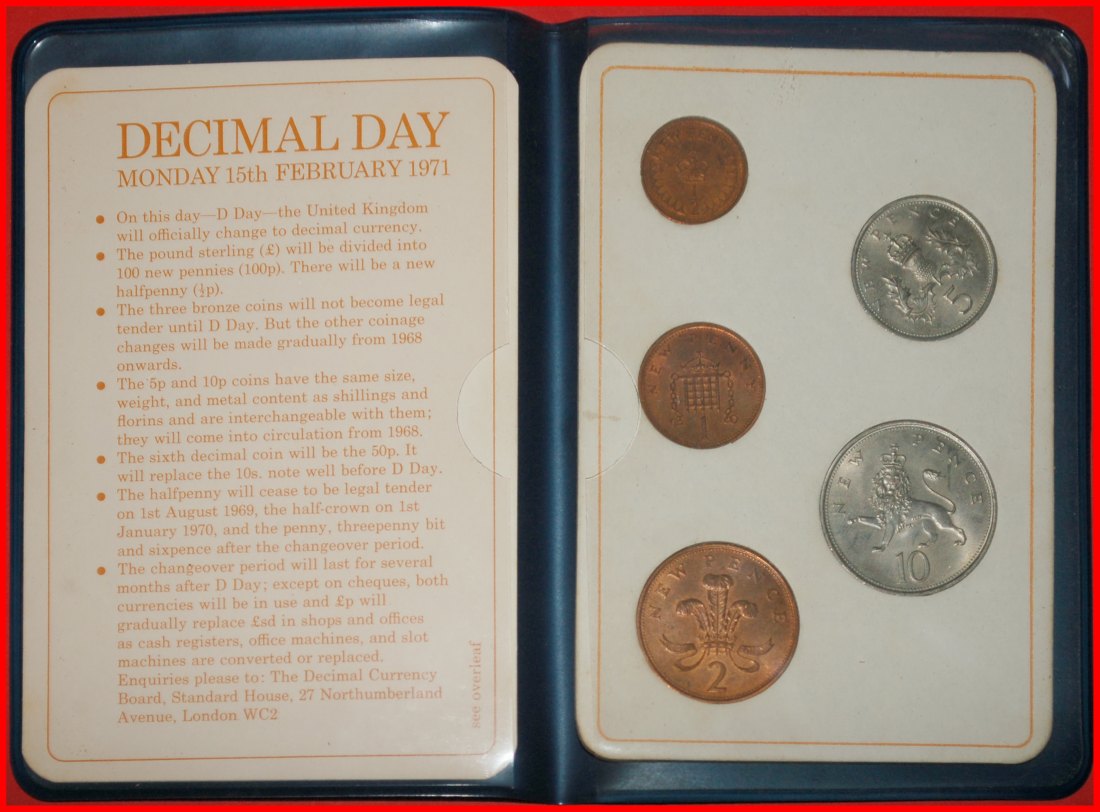 DECIMAL DAY
MONDAY 15th FEBRUARY 1971
• On this day—D Day—the United Kingdom
will officially change to decimal currency.
• The pound sterling (£) will be divided into
100 new pennies (100p). There will be a new
halfpenny (½p).
• The three bronze coins will not become legal
tender until D Day. But the other coinage
changes will be made gradually from 1968
onwards.
• The 5p and 10p coins have the same size,
weight, and metal content as shillings and
florins and are interchangeable with them;
they will come into circulation from 1968.
• The sixth decimal coin will be the 50p. It
will replace the 10s. note well before D Day.
• The halfpenny will cease to be legal tender
on 1st August 1969, the half-crown on 1st
January 1970, and the penny, threepenny bit
and sixpence after the changeover period.
• The changeover period will last for several
months after D Day; except on cheques, both
currencies will be in use and £p will
gradually replace £sd in shops and offices
as cash registers, office machines, and slot
machines are converted or replaced.
Enquiries please to: The Decimal Currency
Board, Standard House, 27 Northumberland
Avenue, London WC2
see overleaf
NEW PENNY
1
NEW PENCE
2
PENCE
5
NEW PENCE
10